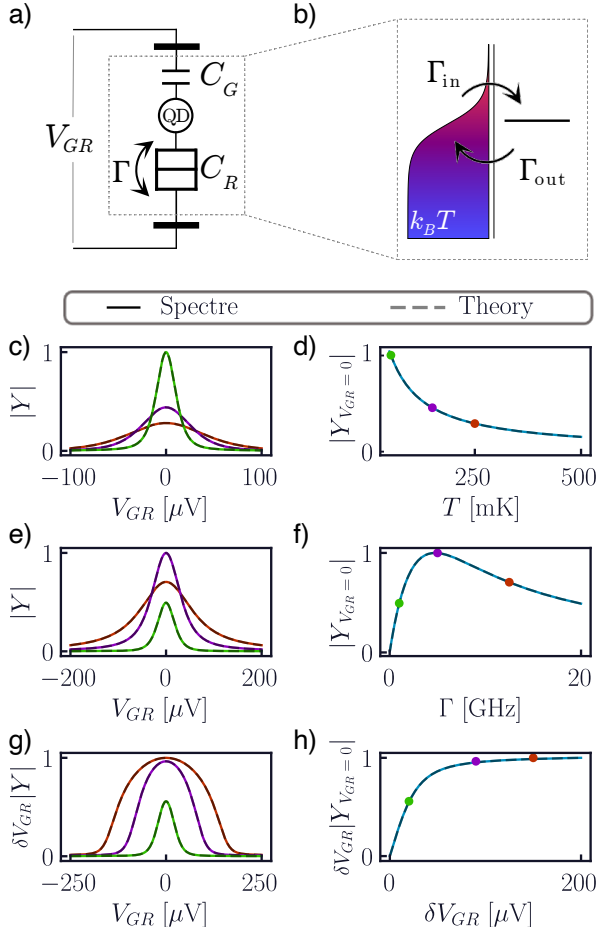 a)
b)
C_G
QD
V_GR
Γ
C_R
Γ_in
Γ_out
k_B T
Spectre
Theory
c)
|Y|
1
0
−100
0
100
V_GR [μV]
d)
|Y_{V_GR = 0}|
1
0
250
500
T [mK]
e)
|Y|
1
0
−200
0
200
V_GR [μV]
f)
|Y_{V_GR = 0}|
1
0
0
20
Γ [GHz]
g)
δV_GR|Y|
1
0
−250
0
250
V_GR [μV]
h)
δV_GR|Y_{V_GR = 0}|
1
0
0
200
δV_GR [μV]